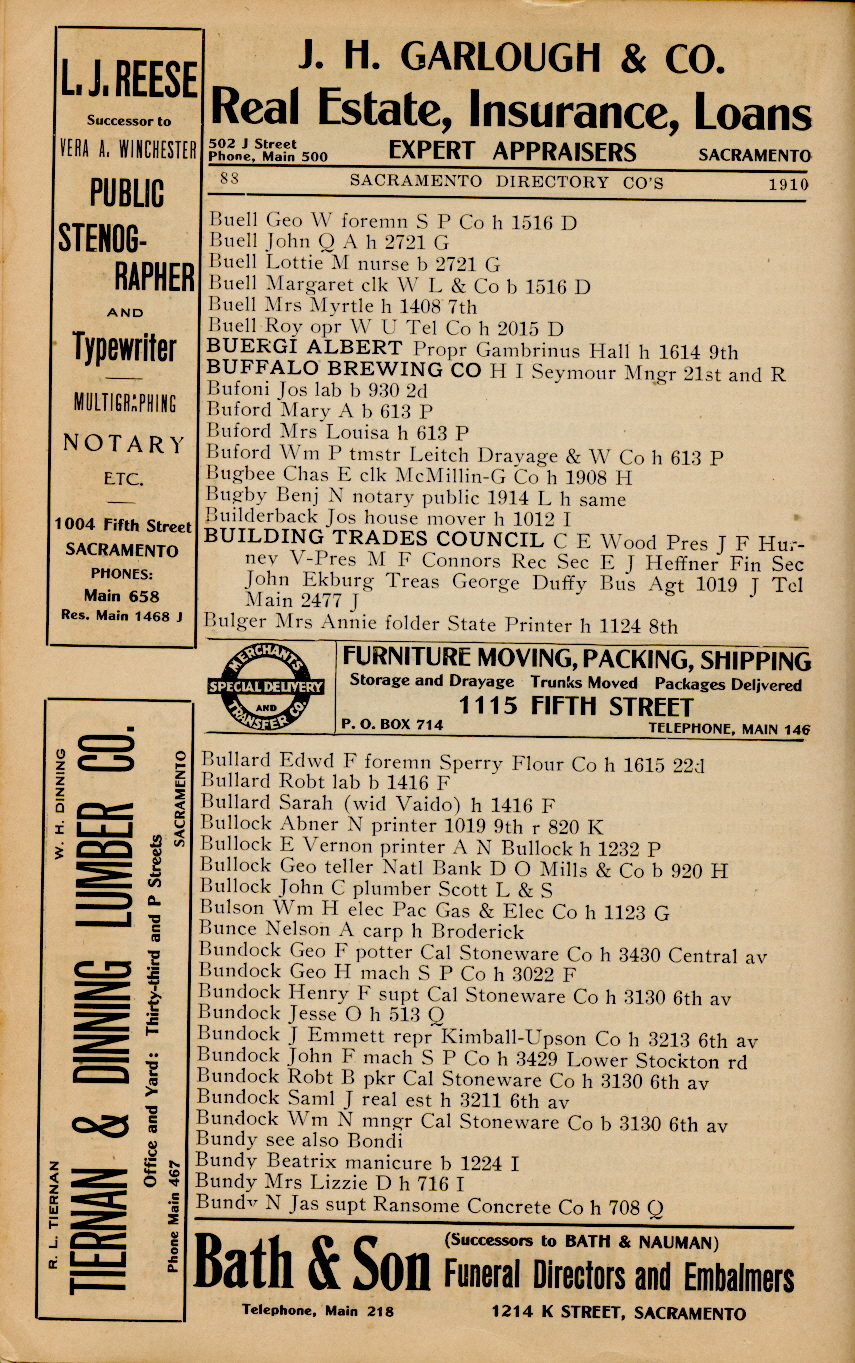 L. J. REESE
Successor to
VERA A. WINCHESTER
PUBLIC
STENOG-
RAPHER
AND
Typewriter
MULTIGRAPHING
NOTARY
ETC.
1004 Fifth Street
SACRAMENTO
PHONES:
Main 658
Res. Main 1468 J
J. H. GARLOUGH & CO.
Real Estate, Insurance, Loans
502 J Street
Phone, Main 500
EXPERT APPRAISERS
SACRAMENTO
88 SACRAMENTO DIRECTORY CO'S 1910
Buell Geo W foremn S P Co h 1516 D
Buell John Q A h 2721 G
Buell Lottie M nurse b 2721 G
Buell Margaret clk W L & Co b 1516 D
Buell Mrs Myrtle h 1408 7th
Buell Roy opr W U Tel Co h 2015 D
BUERGI ALBERT Propr Gambrinus Hall h 1614 9th
BUFFALO BREWING CO H I Seymour Mngr 21st and R
Bufoni Jos lab b 930 2d
Buford Mary A b 613 P
Buford Mrs Louisa h 613 P
Buford Wm P tmstr Leitch Drayage & W Co h 613 P
Bugbee Chas E clk McMillin-G Co h 1908 H
Bugby Benj N notary public 1914 L h same
Builderback Jos house mover h 1012 I
BUILDING TRADES COUNCIL C E Wood Pres J F Hur-
ney V-Pres M F Connors Rec Sec E J Heffner Fin Sec
John Ekburg Treas George Duffy Bus Agt 1019 J Tel
Main 2477 J
Bulger Mrs Annie folder State Printer h 1124 8th
MERCHANTS
SPECIAL DELIVERY
AND
TRANSFER CO.
FURNITURE MOVING, PACKING, SHIPPING
Storage and Drayage Trunks Moved Packages Delivered
1115 FIFTH STREET
P. O. BOX 714 TELEPHONE, MAIN 146
Bullard Edwd F foremn Sperry Flour Co h 1615 22d
Bullard Robt lab b 1416 F
Bullard Sarah (wid Vaido) h 1416 F
Bullock Abner N printer 1019 9th r 820 K
Bullock E Vernon printer A N Bullock h 1232 P
Bullock Geo teller Natl Bank D O Mills & Co b 920 H
Bullock John C plumber Scott L & S
Bulson Wm H elec Pac Gas & Elec Co h 1123 G
Bunce Nelson A carp h Broderick
Bundock Geo F potter Cal Stoneware Co h 3430 Central av
Bundock Geo H mach S P Co h 3022 F
Bundock Henry F supt Cal Stoneware Co h 3130 6th av
Bundock Jesse O h 513 Q
Bundock J Emmett repr Kimball-Upson Co h 3213 6th av
Bundock John F mach S P Co h 3429 Lower Stockton rd
Bundock Robt B pkr Cal Stoneware Co h 3130 6th av
Bundock Saml J real est h 3211 6th av
Bundock Wm N mngr Cal Stoneware Co b 3130 6th av
Bundy see also Bondi
Bundy Beatrix manicure b 1224 I
Bundy Mrs Lizzie D h 716 I
Bundy N Jas supt Ransome Concrete Co h 708 Q
R. L. TIERNAN W. H. DINNING
TIERNAN & DINNING LUMBER CO.
Office and Yard: Thirty-third and P Streets
Phone Main 467 SACRAMENTO
Bath & Son
(Successors to BATH & NAUMAN)
Funeral Directors and Embalmers
Telephone, Main 218 1214 K STREET, SACRAMENTO